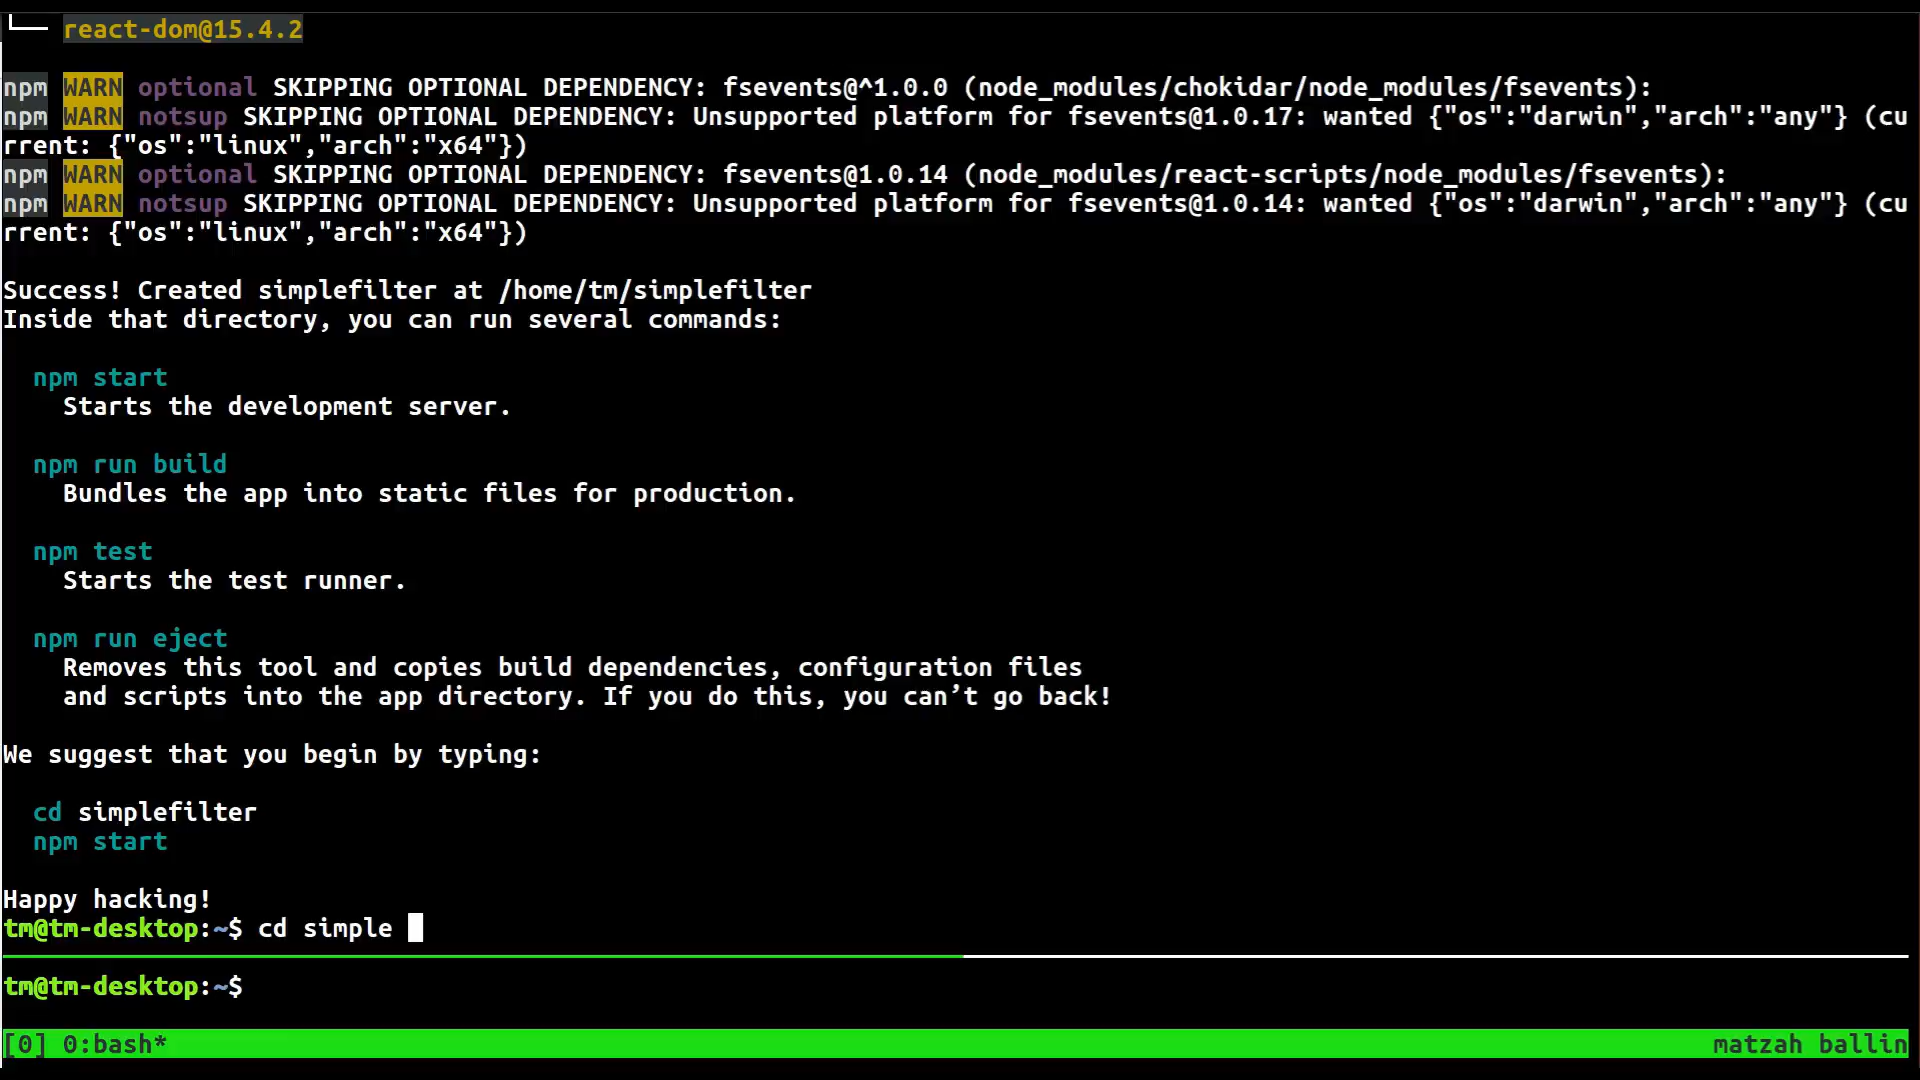 └── react-dom@15.4.2
npm WARN optional SKIPPING OPTIONAL DEPENDENCY: fsevents@^1.0.0 (node_modules/chokidar/node_modules/fsevents):
npm WARN notsup SKIPPING OPTIONAL DEPENDENCY: Unsupported platform for fsevents@1.0.17: wanted {"os":"darwin","arch":"any"} (cu
rrent: {"os":"linux","arch":"x64"})
npm WARN optional SKIPPING OPTIONAL DEPENDENCY: fsevents@1.0.14 (node_modules/react-scripts/node_modules/fsevents):
npm WARN notsup SKIPPING OPTIONAL DEPENDENCY: Unsupported platform for fsevents@1.0.14: wanted {"os":"darwin","arch":"any"} (cu
rrent: {"os":"linux","arch":"x64"})
Success! Created simplefilter at /home/tm/simplefilter
Inside that directory, you can run several commands:
npm start
Starts the development server.
npm run build
Bundles the app into static files for production.
npm test
Starts the test runner.
npm run eject
Removes this tool and copies build dependencies, configuration files
and scripts into the app directory. If you do this, you can’t go back!
We suggest that you begin by typing:
cd simplefilter
npm start
Happy hacking!
tm@tm-desktop:~$ cd simple
tm@tm-desktop:~$
[0] 0:bash* matzah ballin